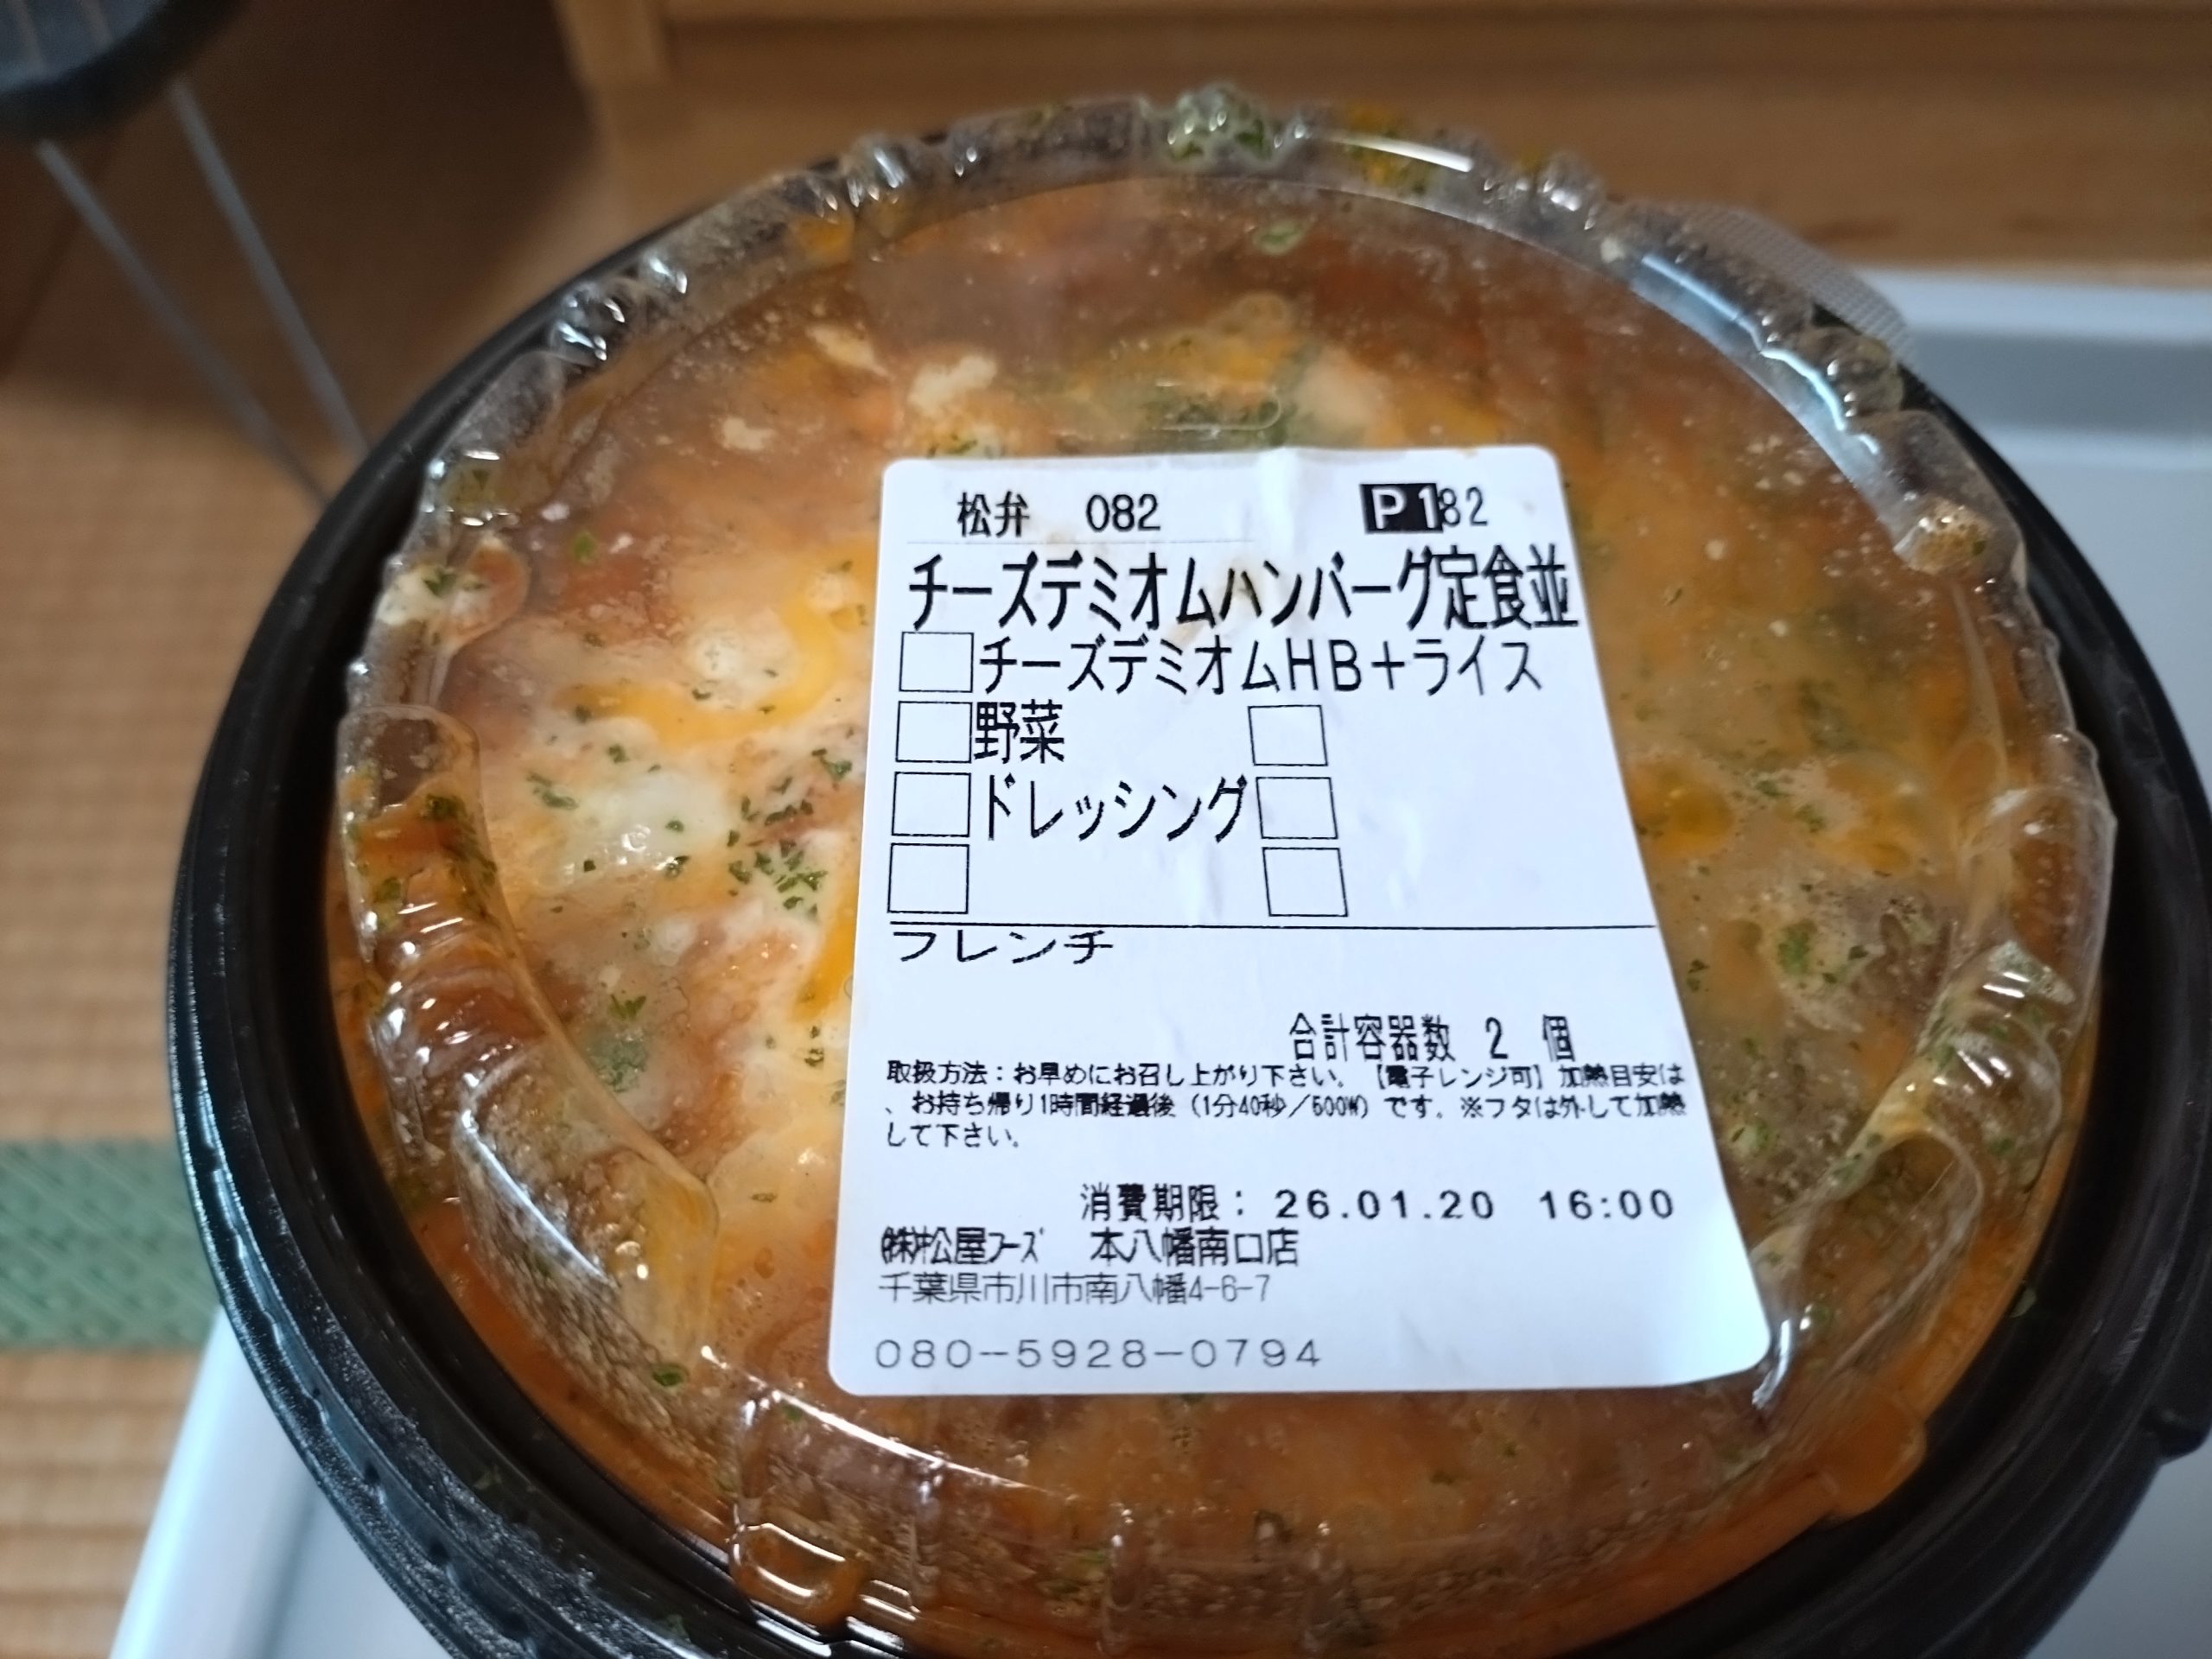 松弁 082 P182
チーズデミオムハンバーグ定食並
チーズデミオムHB+ライス
野菜
ドレッシング
フレンチ
合計容器数 2 個
取扱方法:お早めにお召し上がり下さい。【電子レンジ可】加熱目安は
、お持ち帰り1時間経過後(1分40秒/500W)です。※フタは外して加熱
して下さい。
消費期限: 26.01.20 16:00
㈱松屋フーズ 本八幡南口店
千葉県市川市南八幡4-6-7
080-5928-0794